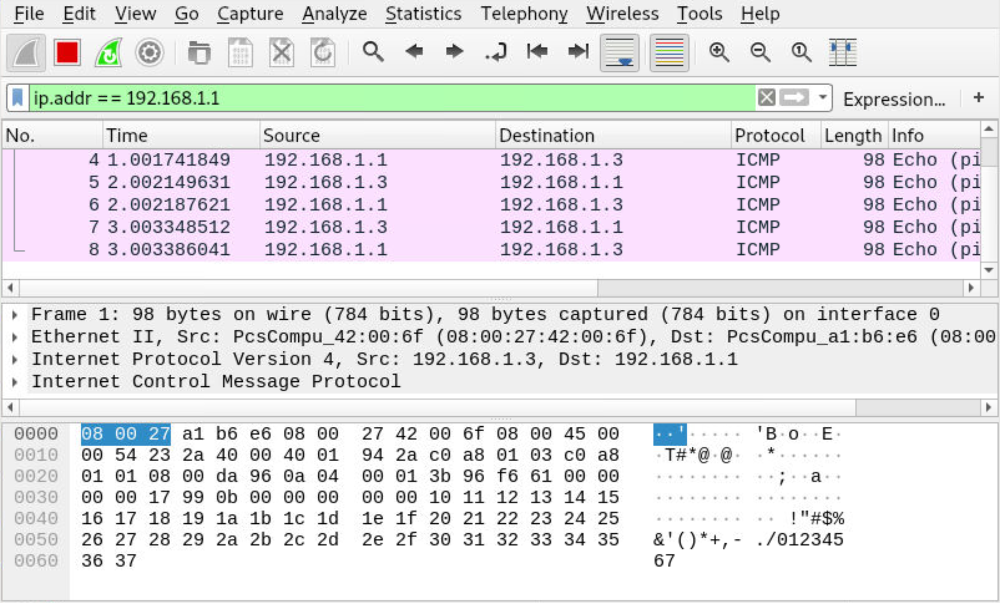 File Edit View Go Capture Analyze Statistics Telephony Wireless Tools Help
ip.addr == 192.168.1.1 Expression... +
No. Time Source Destination Protocol Length Info
4 1.001741849 192.168.1.1 192.168.1.3 ICMP 98 Echo (pi
5 2.002149631 192.168.1.3 192.168.1.1 ICMP 98 Echo (pi
6 2.002187621 192.168.1.1 192.168.1.3 ICMP 98 Echo (pi
7 3.003348512 192.168.1.3 192.168.1.1 ICMP 98 Echo (pi
8 3.003386041 192.168.1.1 192.168.1.3 ICMP 98 Echo (pi
Frame 1: 98 bytes on wire (784 bits), 98 bytes captured (784 bits) on interface 0
Ethernet II, Src: PcsCompu_42:00:6f (08:00:27:42:00:6f), Dst: PcsCompu_a1:b6:e6 (08:00
Internet Protocol Version 4, Src: 192.168.1.3, Dst: 192.168.1.1
Internet Control Message Protocol
0000 08 00 27 a1 b6 e6 08 00 27 42 00 6f 08 00 45 00 ··'····· 'B·o··E·
0010 00 54 23 2a 40 00 40 01 94 2a c0 a8 01 03 c0 a8 ·T#*@·@· ·*······
0020 01 01 08 00 da 96 0a 04 00 01 3b 96 f6 61 00 00 ········ ··;··a··
0030 00 00 17 99 0b 00 00 00 00 00 10 11 12 13 14 15 ········ ········
0040 16 17 18 19 1a 1b 1c 1d 1e 1f 20 21 22 23 24 25 ········ ·· !"#$%
0050 26 27 28 29 2a 2b 2c 2d 2e 2f 30 31 32 33 34 35 &'()*+,- ./012345
0060 36 37 67